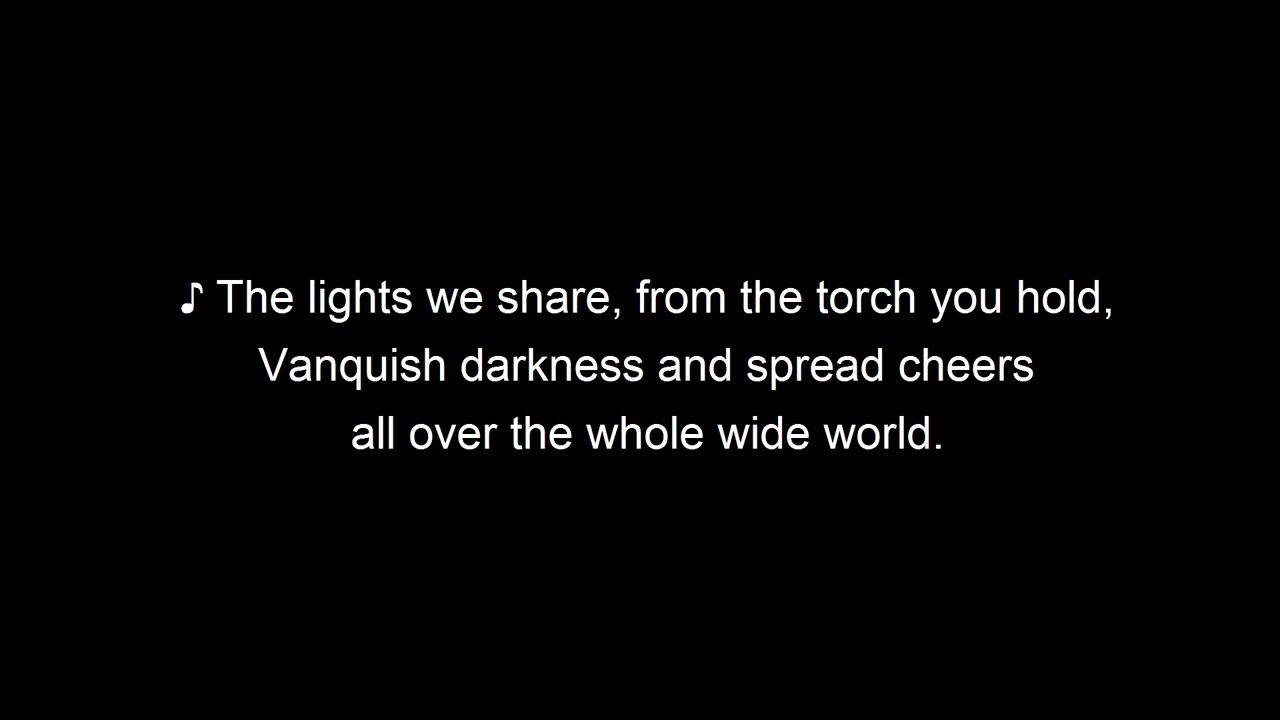 ♪ The lights we share, from the torch you hold,
Vanquish darkness and spread cheers
all over the whole wide world.